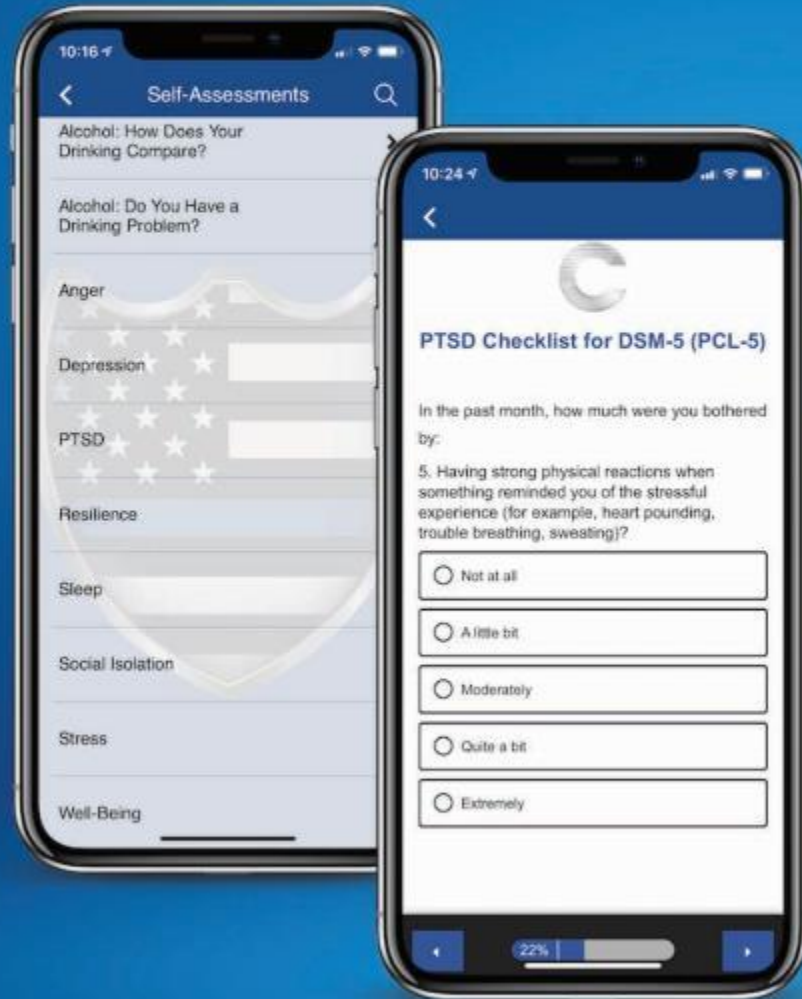 10:16
Self-Assessments
Alcohol: How Does Your
Drinking Compare?
Alcohol: Do You Have a
Drinking Problem?
Anger
Depression
PTSD
Resilience
Sleep
Social Isolation
Stress
Well-Being
10:24
C
PTSD Checklist for DSM-5 (PCL-5)
In the past month, how much were you bothered
by:
5. Having strong physical reactions when
something reminded you of the stressful
experience (for example, heart pounding,
trouble breathing, sweating)?
Not at all
A little bit
Moderately
Quite a bit
Extremely
22%